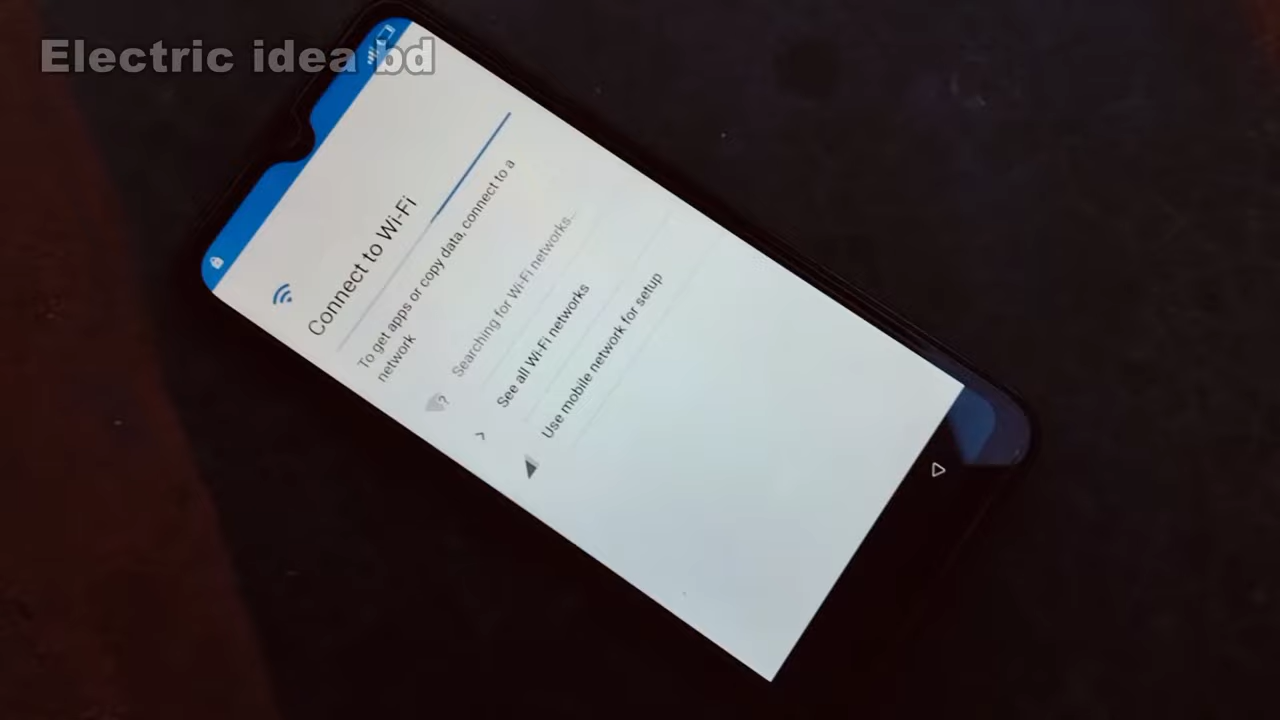 Electric idea bd
Connect to Wi-Fi
To get apps or copy data, connect to a
network
Searching for Wi-Fi networks...
See all Wi-Fi networks
Use mobile network for setup